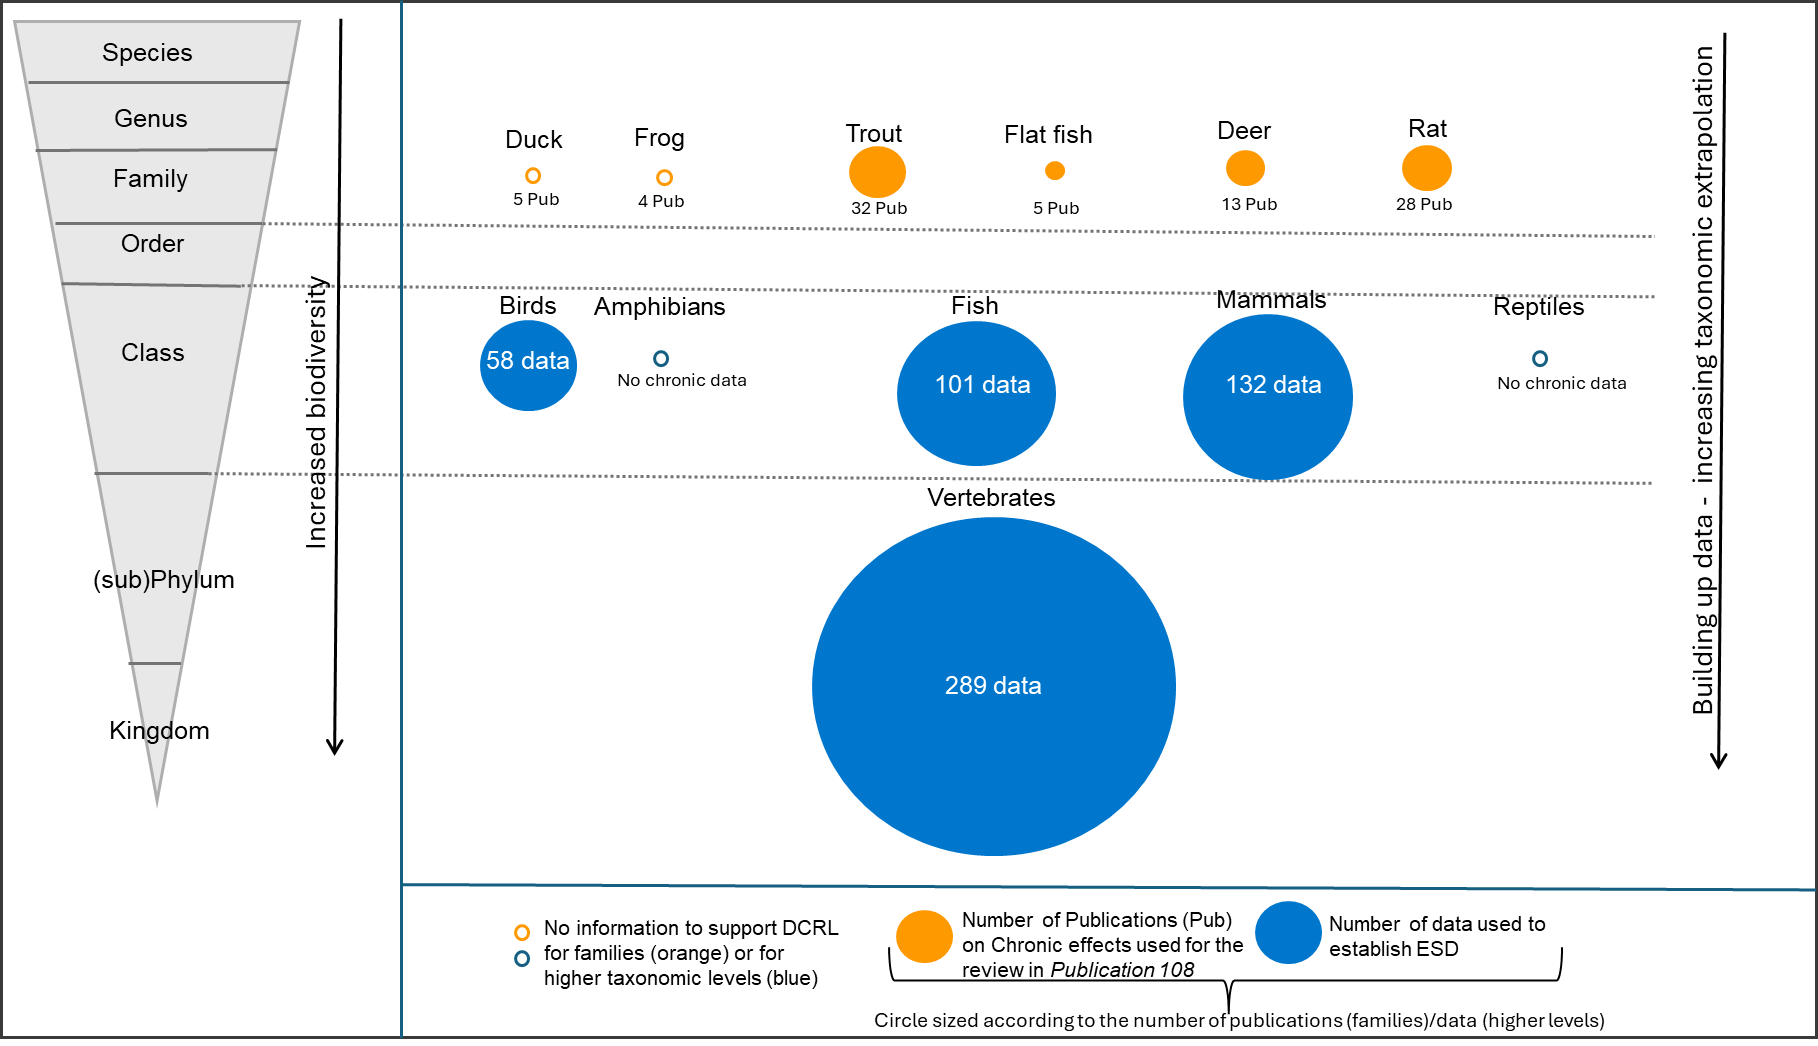 Species
Genus
Family
Order
Class
(sub)Phylum
Kingdom
Increased biodiversity
Duck
5 Pub
Frog
4 Pub
Trout
32 Pub
Flat fish
5 Pub
Deer
13 Pub
Rat
28 Pub
Birds
58 data
Amphibians
No chronic data
Fish
101 data
Mammals
132 data
Reptiles
No chronic data
Vertebrates
289 data
Building up data - increasing taxonomic extrapolation
No information to support DCRL
for families (orange) or for
higher taxonomic levels (blue)
Number of Publications (Pub)
on Chronic effects used for the
review in Publication 108
Number of data used to
establish ESD
Circle sized according to the number of publications (families)/data (higher levels)